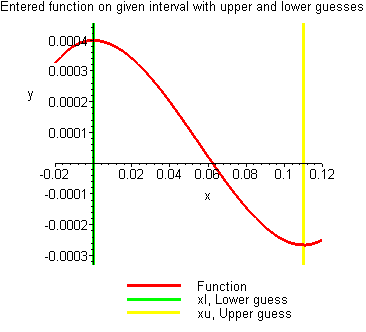 Entered function on given interval with upper and lower guesses
0.0004
0.0003
y
0.0002
0.0001
-0.02 0.02 0.04 0.06 0.08 0.1 0.12
x
-0.0001
-0.0002
-0.0003
Function
xl, Lower guess
xu, Upper guess